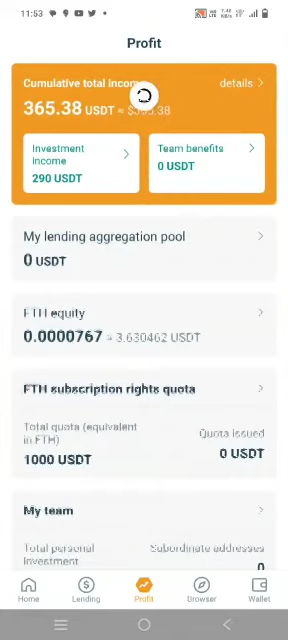 11:53
Profit
Cumulative total income
details
365.38 USDT ≈ $365.38
Investment income
290 USDT
Team benefits
0 USDT
My lending aggregation pool
0 USDT
FTH equity
0.0000767 ≈ 3.630462 USDT
FTH subscription rights quota
Total quota (equivalent
in FTH)
1000 USDT
Quota issued
0 USDT
My team
Total personal
Investment
Subordinate addresses
0
Home
Lending
Profit
Browser
Wallet